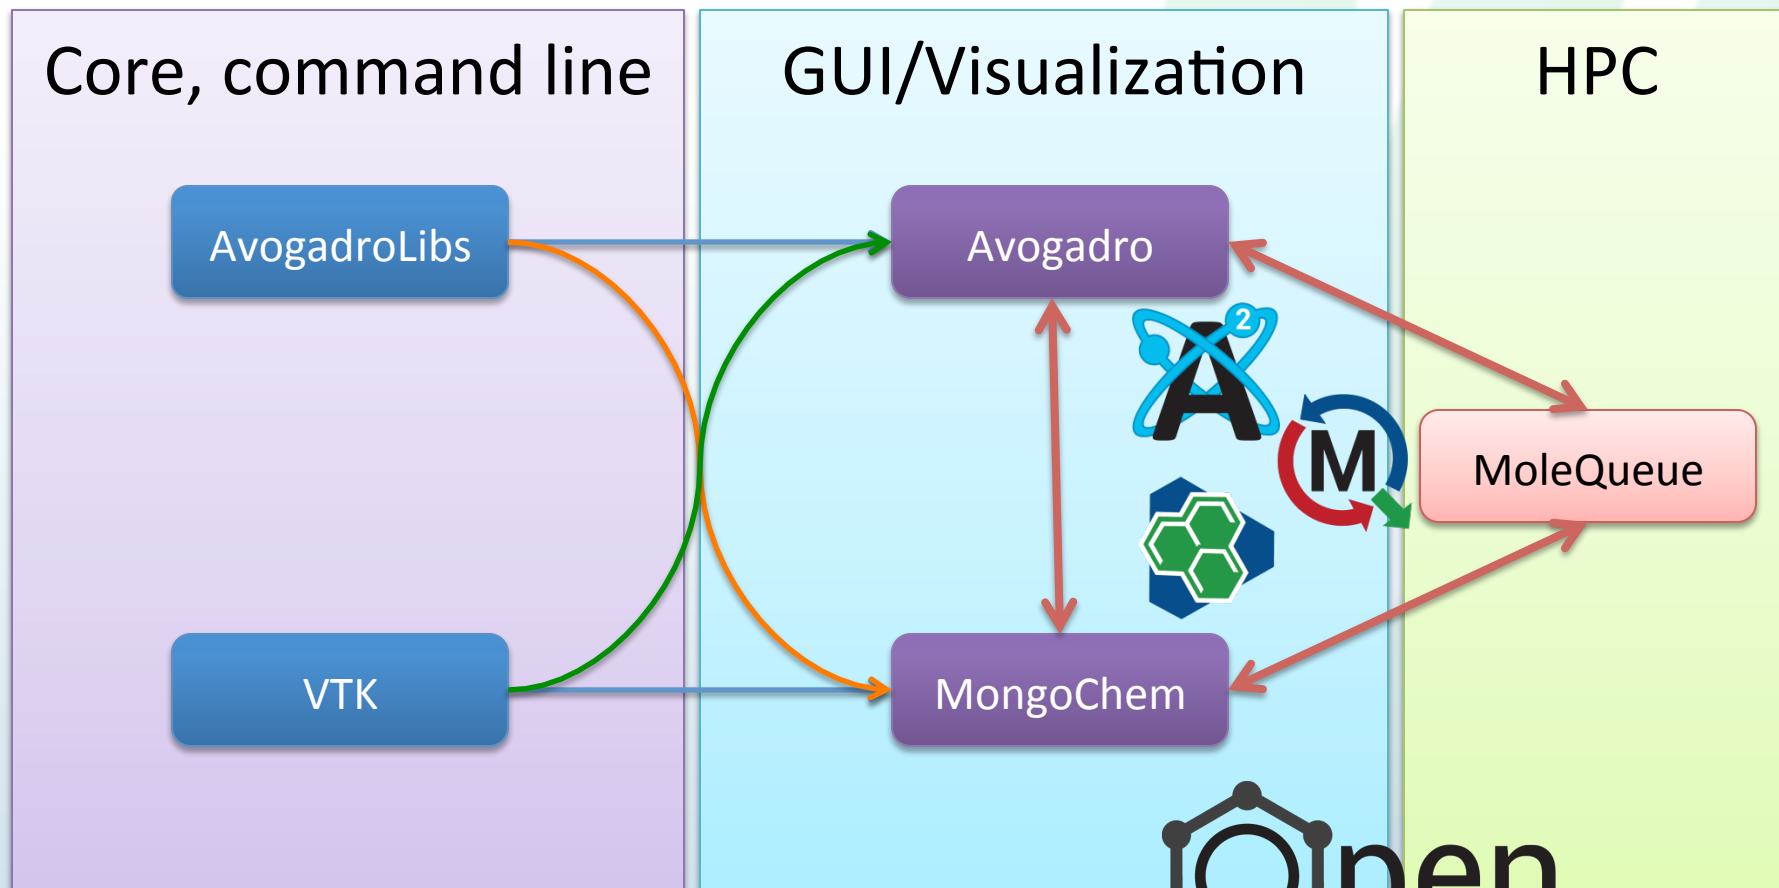 Core, command line
GUI/Visualization
HPC
AvogadroLibs
Avogadro
2
A
M
MoleQueue
VTK
MongoChem
Open